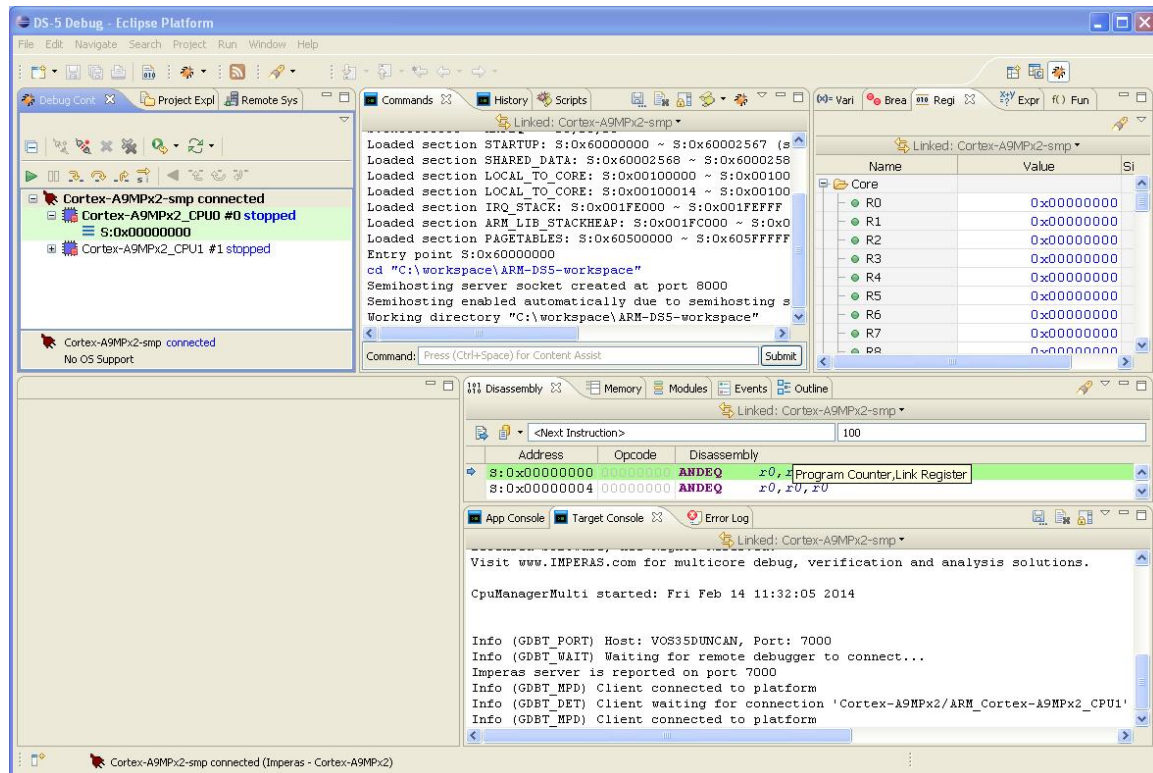 DS-5 Debug - Eclipse Platform
File Edit Navigate Search Project Run Window Help
Debug Cont
Project Expl
Remote Sys
Cortex-A9MPx2-smp connected
Cortex-A9MPx2_CPU0 #0 stopped
S:0x00000000
Cortex-A9MPx2_CPU1 #1 stopped
Cortex-A9MPx2-smp connected
No OS Support
Commands
History
Scripts
Linked: Cortex-A9MPx2-smp
Loaded section STARTUP: S:0x60000000 ~ S:0x60002567 (s
Loaded section SHARED_DATA: S:0x60002568 ~ S:0x6000258
Loaded section LOCAL_TO_CORE: S:0x00100000 ~ S:0x00100
Loaded section LOCAL_TO_CORE: S:0x00100014 ~ S:0x00100
Loaded section IRQ_STACK: S:0x001FE000 ~ S:0x001FEFFF
Loaded section ARM_LIB_STACKHEAP: S:0x001FC000 ~ S:0x0
Loaded section PAGETABLES: S:0x60500000 ~ S:0x605FFFFF
Entry point S:0x60000000
cd "C:\workspace\ARM-DS5-workspace"
Semihosting server socket created at port 8000
Semihosting enabled automatically due to semihosting s
Working directory "C:\workspace\ARM-DS5-workspace"
Command: Press (Ctrl+Space) for Content Assist Submit
(x)= Vari
Brea
Regi
Expr
f() Fun
Linked: Cortex-A9MPx2-smp
Name Value Si
Core
R0 0x00000000
R1 0x00000000
R2 0x00000000
R3 0x00000000
R4 0x00000000
R5 0x00000000
R6 0x00000000
R7 0x00000000
R8 0x00000000
Disassembly
Memory
Modules
Events
Outline
Linked: Cortex-A9MPx2-smp
<Next Instruction> 100
Address Opcode Disassembly
S:0x00000000 00000000 ANDEQ r0,r
Program Counter,Link Register
S:0x00000004 00000000 ANDEQ r0,r0,r0
App Console
Target Console
Error Log
Linked: Cortex-A9MPx2-smp
Visit www.IMPERAS.com for multicore debug, verification and analysis solutions.
CpuManagerMulti started: Fri Feb 14 11:32:05 2014
Info (GDBT_PORT) Host: VOS35DUNCAN, Port: 7000
Info (GDBT_WAIT) Waiting for remote debugger to connect...
Imperas server is reported on port 7000
Info (GDBT_MPD) Client connected to platform
Info (GDBT_DET) Client waiting for connection 'Cortex-A9MPx2/ARM_Cortex-A9MPx2_CPU1'
Info (GDBT_MPD) Client connected to platform
Cortex-A9MPx2-smp connected (Imperas - Cortex-A9MPx2)